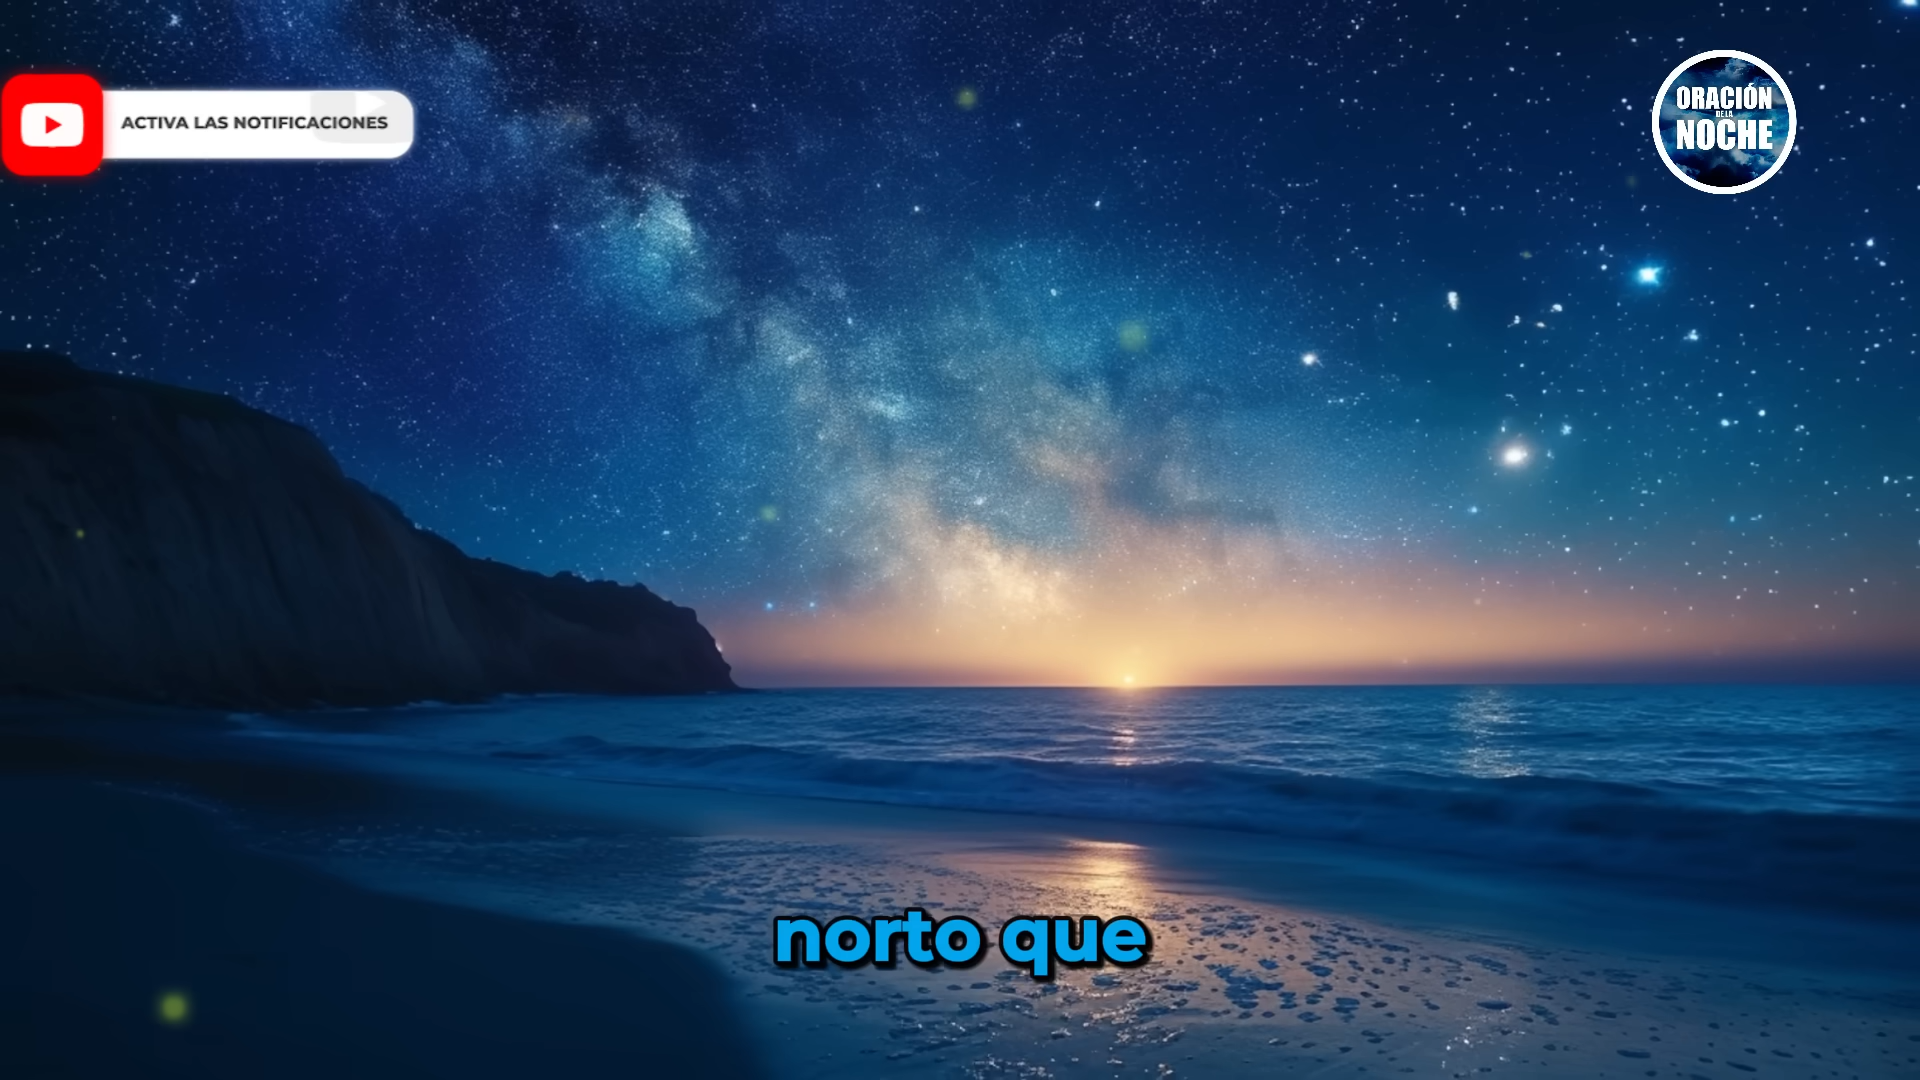 ACTIVA LAS NOTIFICACIONES
ORACIÓN
DE LA
NOCHE
norto que